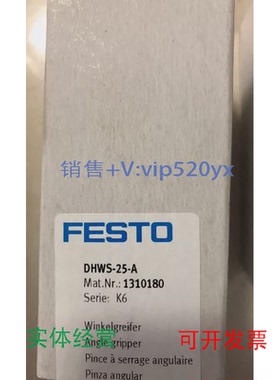 销售+V:vip520yx
FESTO
DHWS-25-A
Mat.Nr.: 1310180
Serie: K6
Winkelgreifer
Angle gripper
Pince à serrage angulaire
Pinza angular
实体经营
可开发票